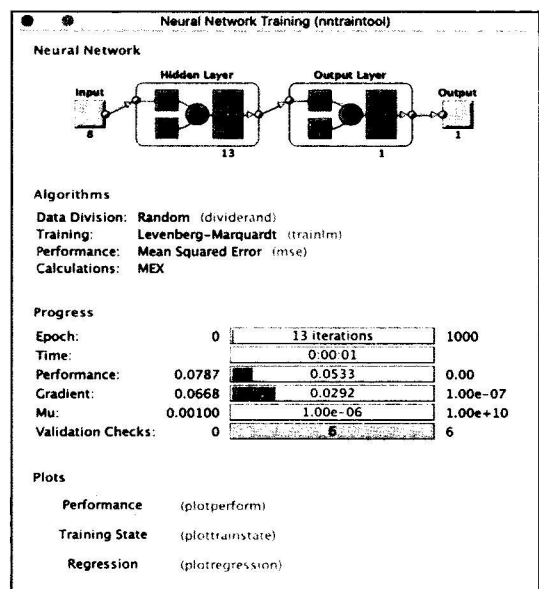 Neural Network Training (nntraintool)
Neural Network
Hidden Layer
Output Layer
Input
Output
8
13
1
1
Algorithms
Data Division: Random (dividerand)
Training: Levenberg-Marquardt (trainlm)
Performance: Mean Squared Error (mse)
Calculations: MEX
Progress
Epoch: 0 13 iterations 1000
Time: 0:00:01
Performance: 0.0787 0.0533 0.00
Gradient: 0.0668 0.0292 1.00e-07
Mu: 0.00100 1.00e-06 1.00e+10
Validation Checks: 0 6 6
Plots
Performance (plotperform)
Training State (plottrainstate)
Regression (plotregression)